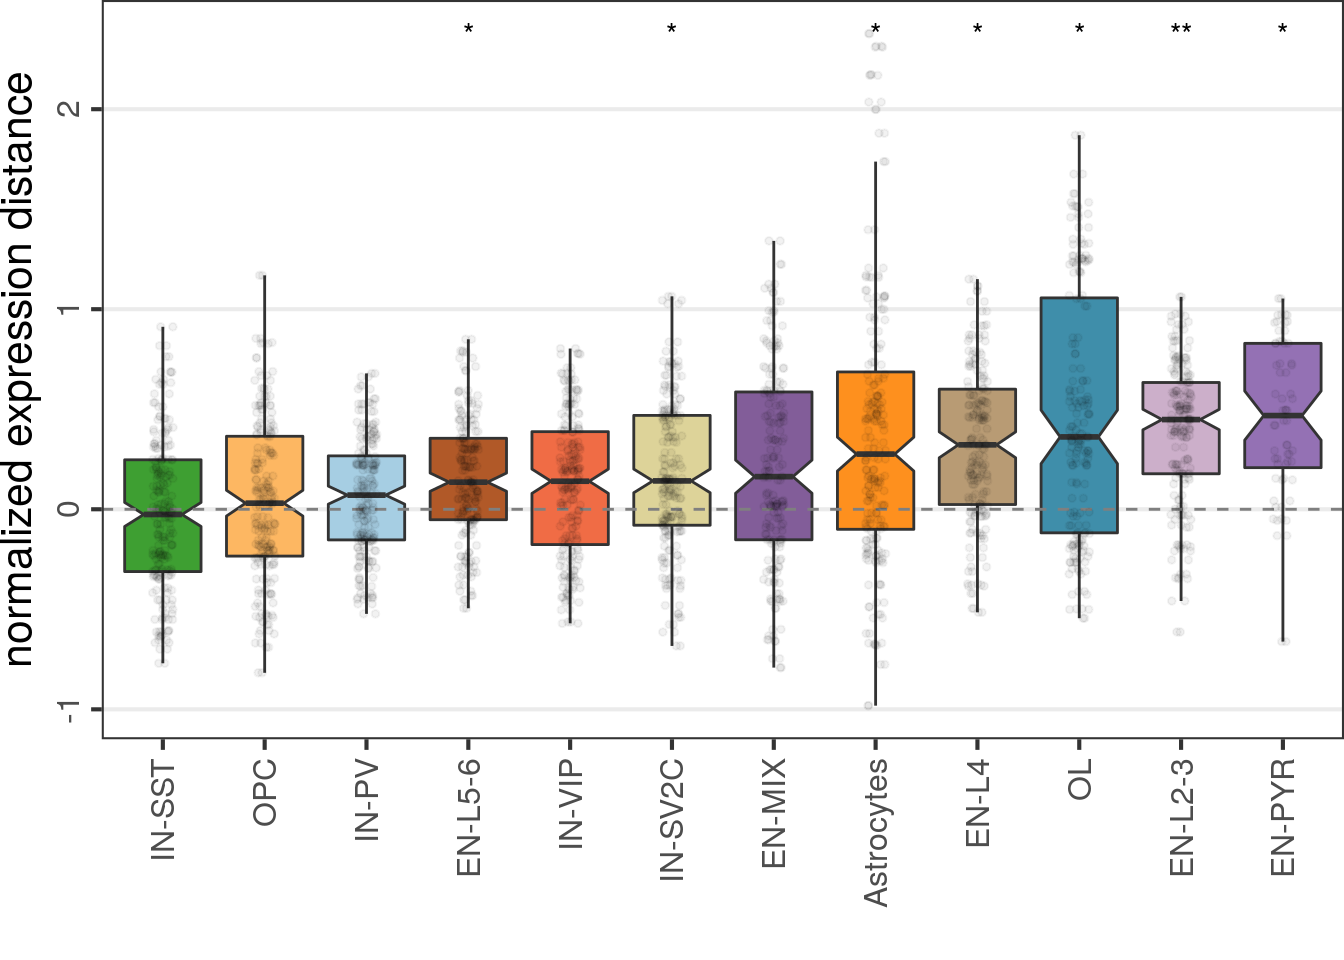 * * * * * ** *
normalized expression distance
2
1
0
-1
IN-SST
OPC
IN-PV
EN-L5-6
IN-VIP
IN-SV2C
EN-MIX
Astrocytes
EN-L4
OL
EN-L2-3
EN-PYR